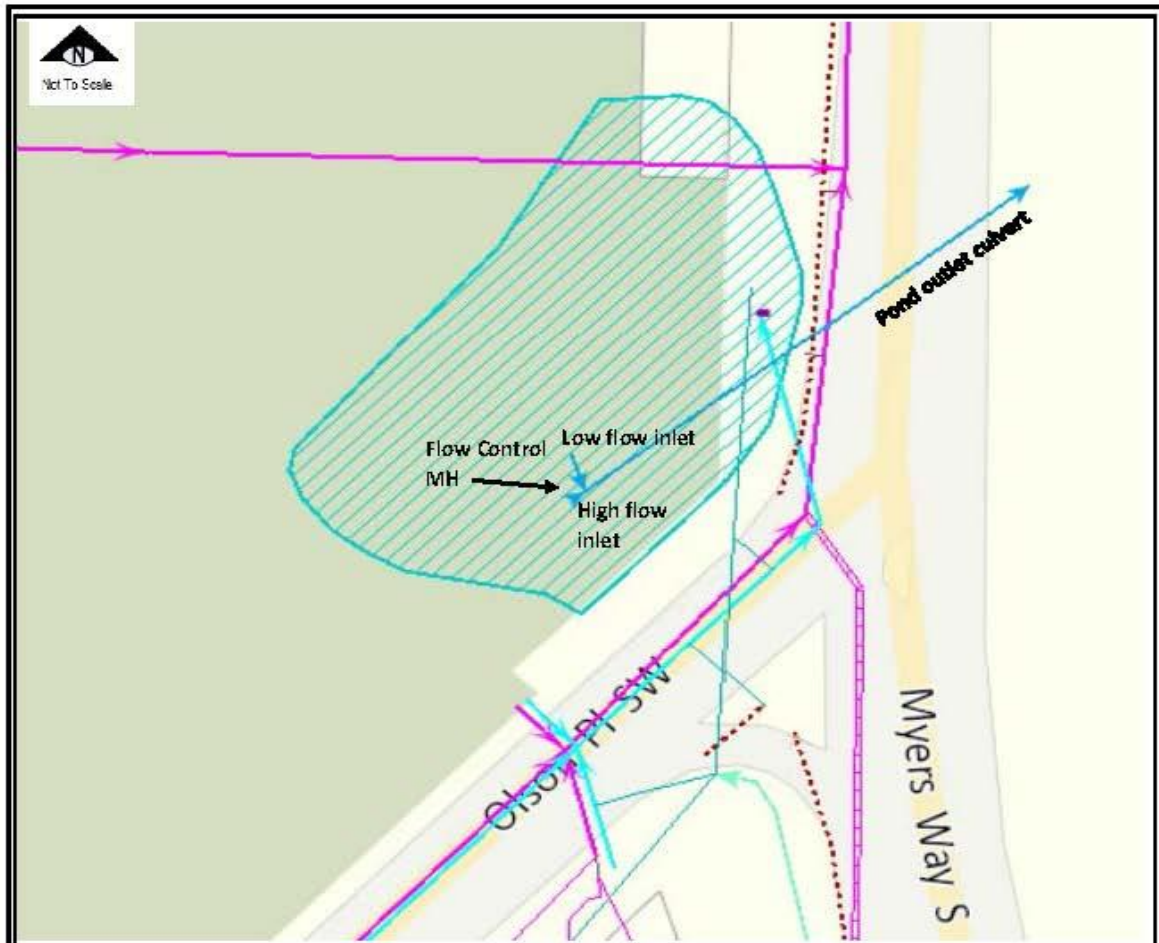 N
Not To Scale
Pond outlet culvert
Flow Control
MH
Low flow inlet
High flow
inlet
Olson Pl SW
Myers Way S